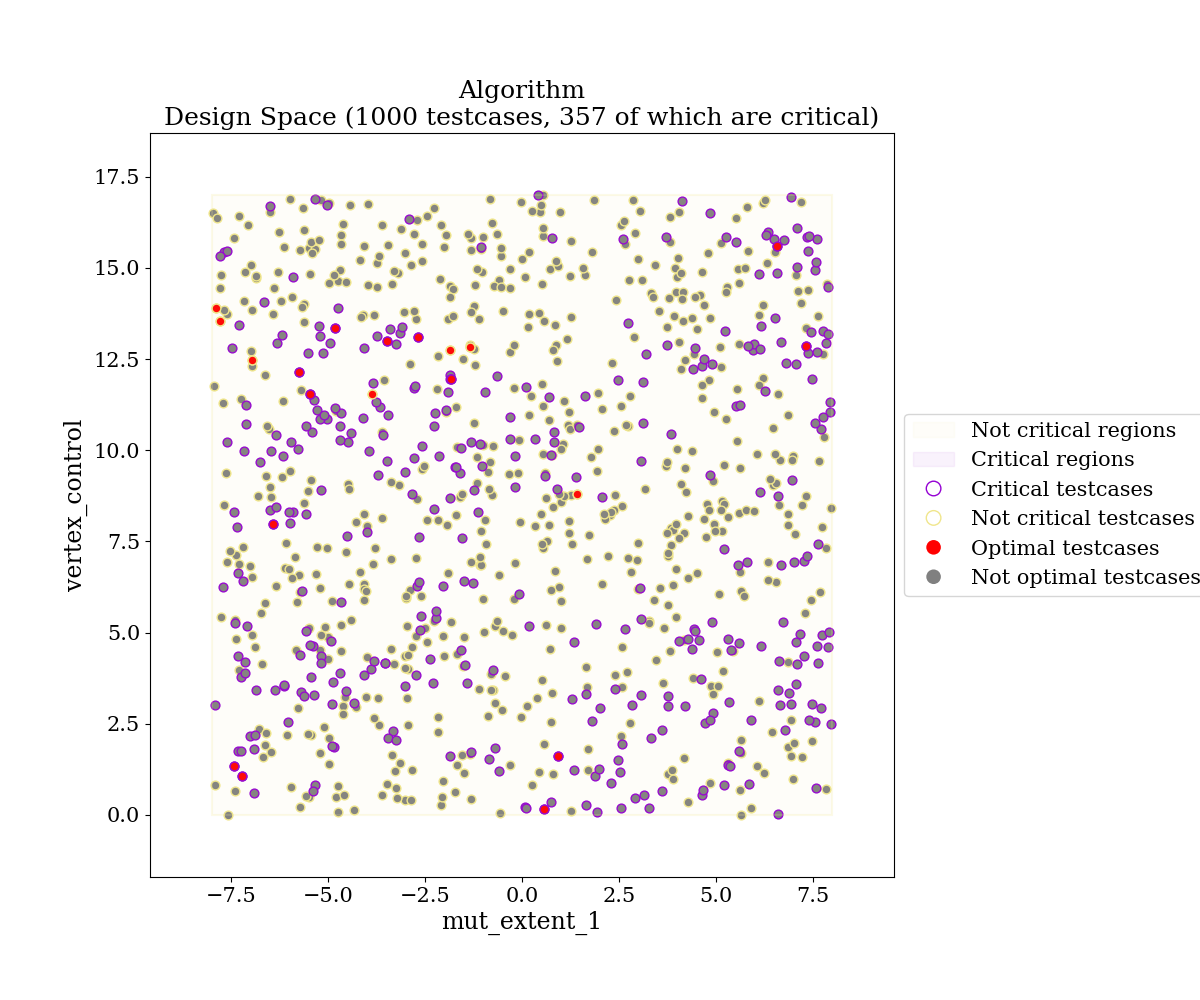 Algorithm
Design Space (1000 testcases, 357 of which are critical)
17.5
15.0
12.5
10.0
7.5
5.0
2.5
0.0
vertex_control
−7.5
−5.0
−2.5
0.0
2.5
5.0
7.5
mut_extent_1
Not critical regions
Critical regions
Critical testcases
Not critical testcases
Optimal testcases
Not optimal testcases